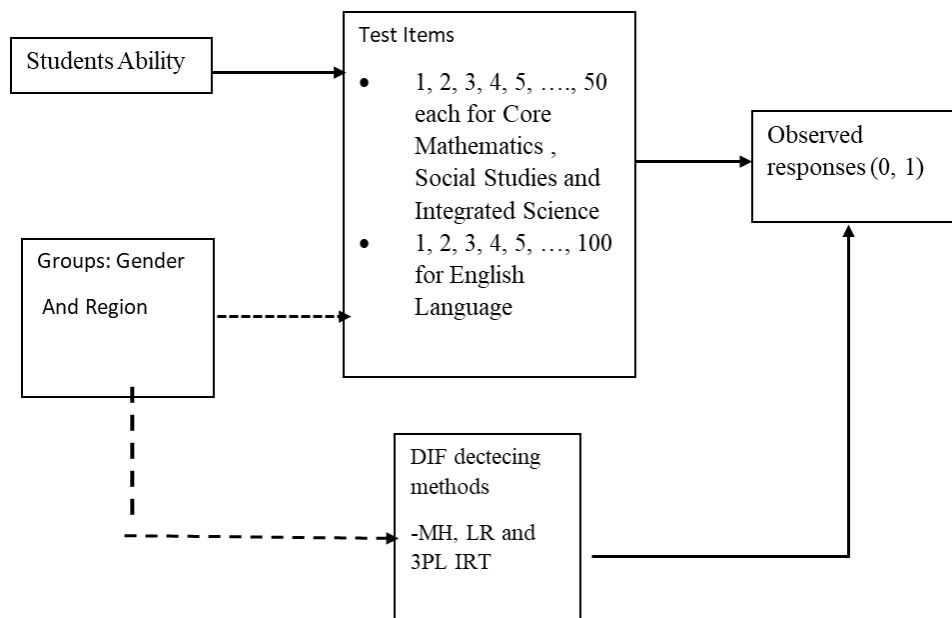 Students Ability
Test Items
• 1, 2, 3, 4, 5, …., 50
each for Core
Mathematics ,
Social Studies and
Integrated Science
• 1, 2, 3, 4, 5, …, 100
for English
Language
Observed
responses (0, 1)
Groups: Gender
And Region
DIF dectecing
methods
-MH, LR and
3PL IRT